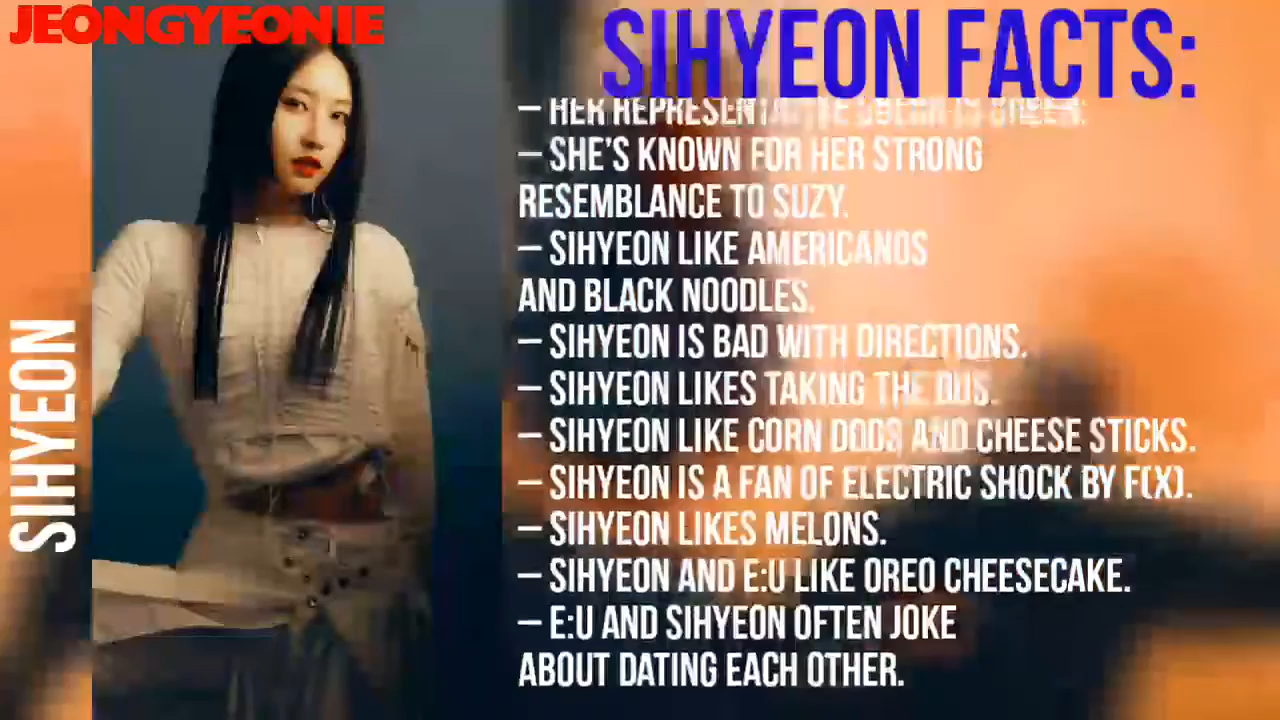 JEONGYEONIE
SIHYEON FACTS:
– HER REPRESENTATIVE
– SHE'S KNOWN FOR HER STRONG
RESEMBLANCE TO SUZY.
– SIHYEON LIKE AMERICANOS
AND BLACK NOODLES.
– SIHYEON IS BAD WITH DIRECTIONS.
– SIHYEON LIKES TAKING THE BUS.
– SIHYEON LIKE CORN DOGS AND CHEESE STICKS.
– SIHYEON IS A FAN OF ELECTRIC SHOCK BY F(X).
– SIHYEON LIKES MELONS.
– SIHYEON AND E:U LIKE OREO CHEESECAKE.
– E:U AND SIHYEON OFTEN JOKE
ABOUT DATING EACH OTHER.
SIHYEON